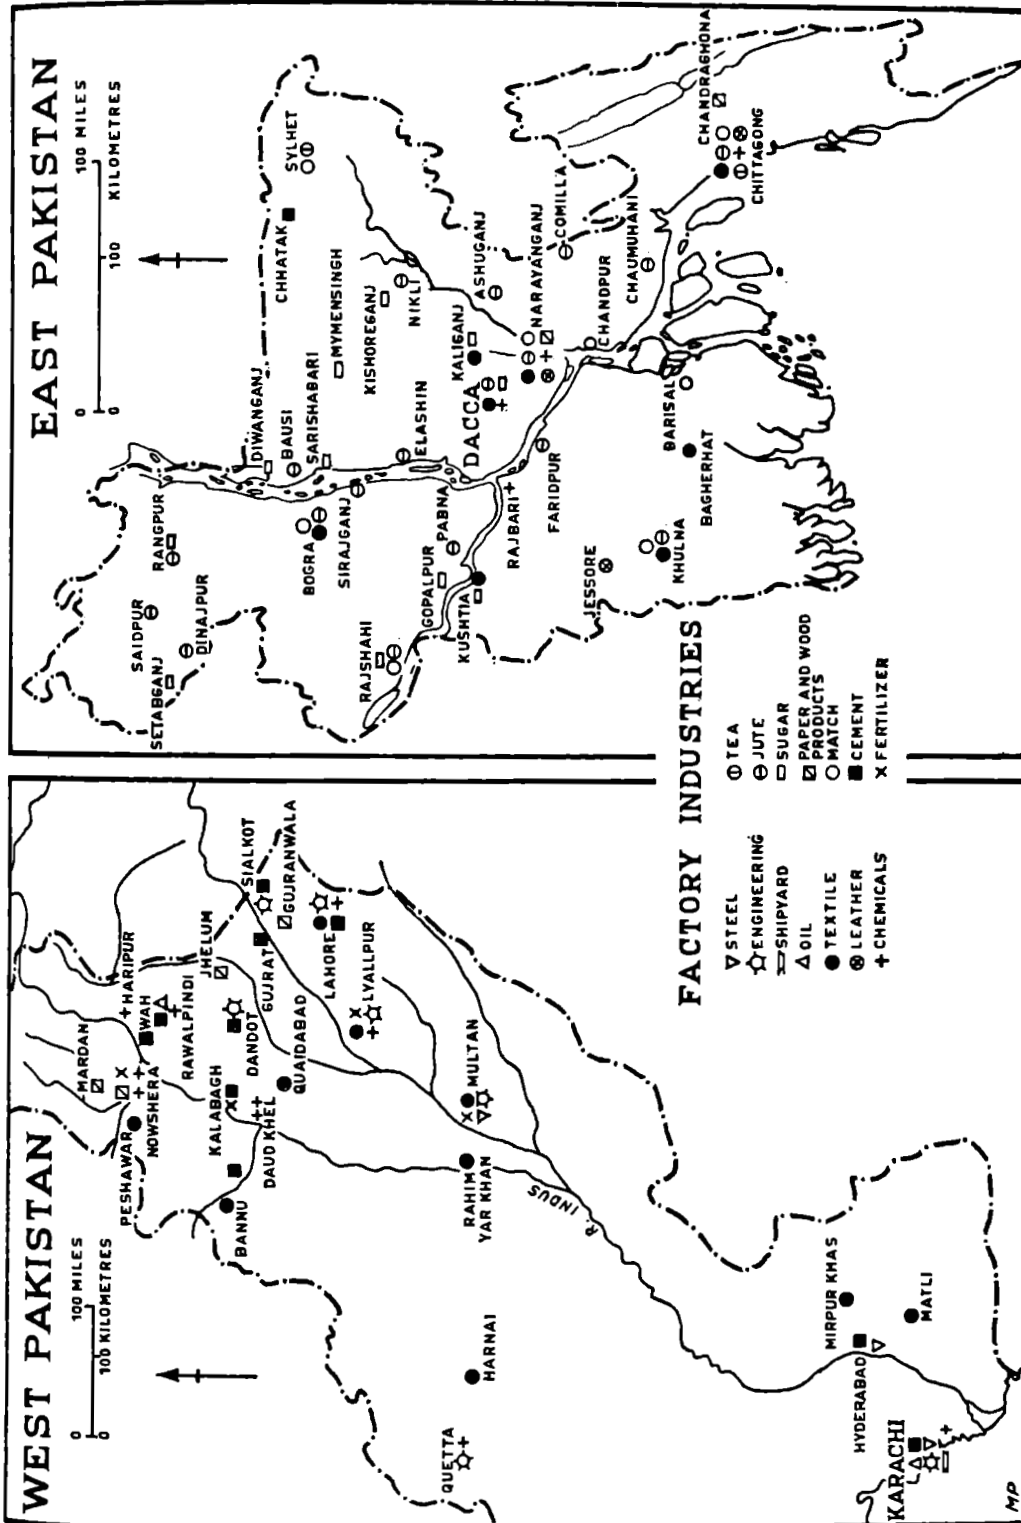 WEST PAKISTAN
0 100 MILES
0 100 KILOMETRES
MARDAN
HARIPUR
PESHAWAR
NOWSHERA
WAH
RAWALPINDI
JHELUM
SIALKOT
KALABAGH
DANDOT
GUJRAT
GUJRANWALA
BANNU
DAUD KHEL
QUAIDABAD
LAHORE
LYALLPUR
RAHIM
YAR KHAN
MULTAN
QUETTA
HARNAI
R. INDUS
MIRPUR KHAS
HYDERABAD
MATLI
KARACHI
MP
EAST PAKISTAN
0 100 MILES
0 100
KILOMETRES
SETABGANJ
SAIDPUR
DINAJPUR
RANGPUR
DIWANGANJ
BAUSI
SARISHABARI
CHHATAK
SYLHET
BOGRA
SIRAJGANJ
MYMENSINGH
KISHOREGANJ
NIKLI
RAJSHAHI
GOPALPUR
PABNA
ELASHIN
KUSHTIA
DACCA
KALIGANJ
ASHUGANJ
RAJBARI
NARAYANGANJ
FARIDPUR
COMILLA
CHANDPUR
JESSORE
CHAUMUHANI
KHULNA
BAGHERHAT
BARISAL
CHANDRAGHONA
CHITTAGONG
FACTORY INDUSTRIES
STEEL
ENGINEERING
SHIPYARD
OIL
TEXTILE
LEATHER
CHEMICALS
TEA
JUTE
SUGAR
PAPER AND WOOD
PRODUCTS
MATCH
CEMENT
FERTILIZER